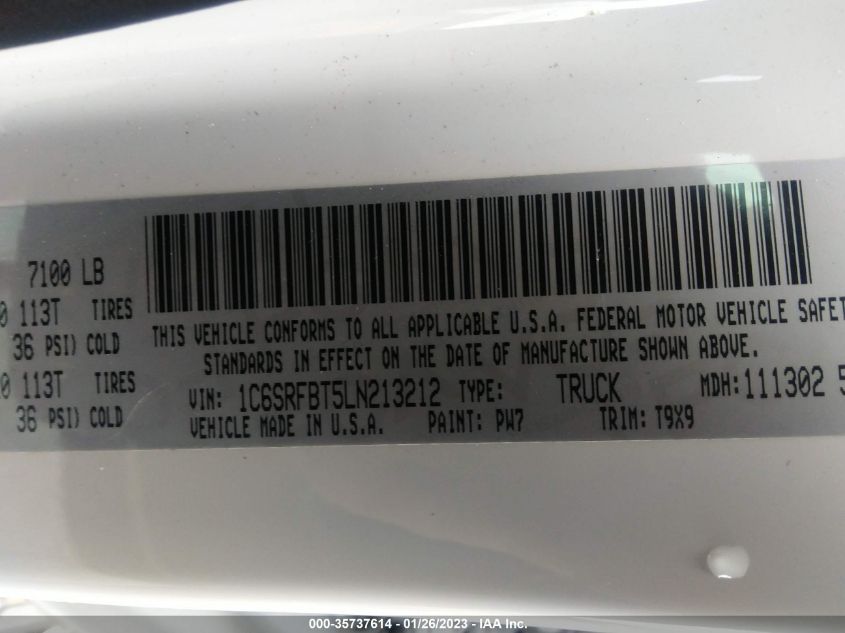 7100 LB
0 113T TIRES
36 PSI) COLD
0 113T TIRES
36 PSI) COLD
THIS VEHICLE CONFORMS TO ALL APPLICABLE U.S.A. FEDERAL MOTOR VEHICLE SAFET
STANDARDS IN EFFECT ON THE DATE OF MANUFACTURE SHOWN ABOVE.
VIN: 1C6SRFBT5LN213212 TYPE: TRUCK MDH:111302 5
VEHICLE MADE IN U.S.A. PAINT: PW7 TRIM: T9X9
000-35737614 - 01/26/2023 - IAA Inc.